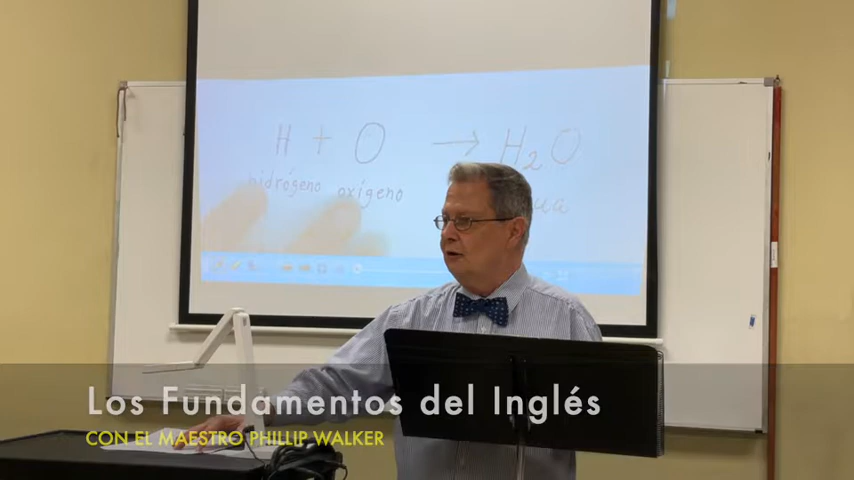 H + O → H₂O
hidrógeno oxígeno
Los Fundamentos del Inglés
CON EL MAESTRO PHILLIP WALKER